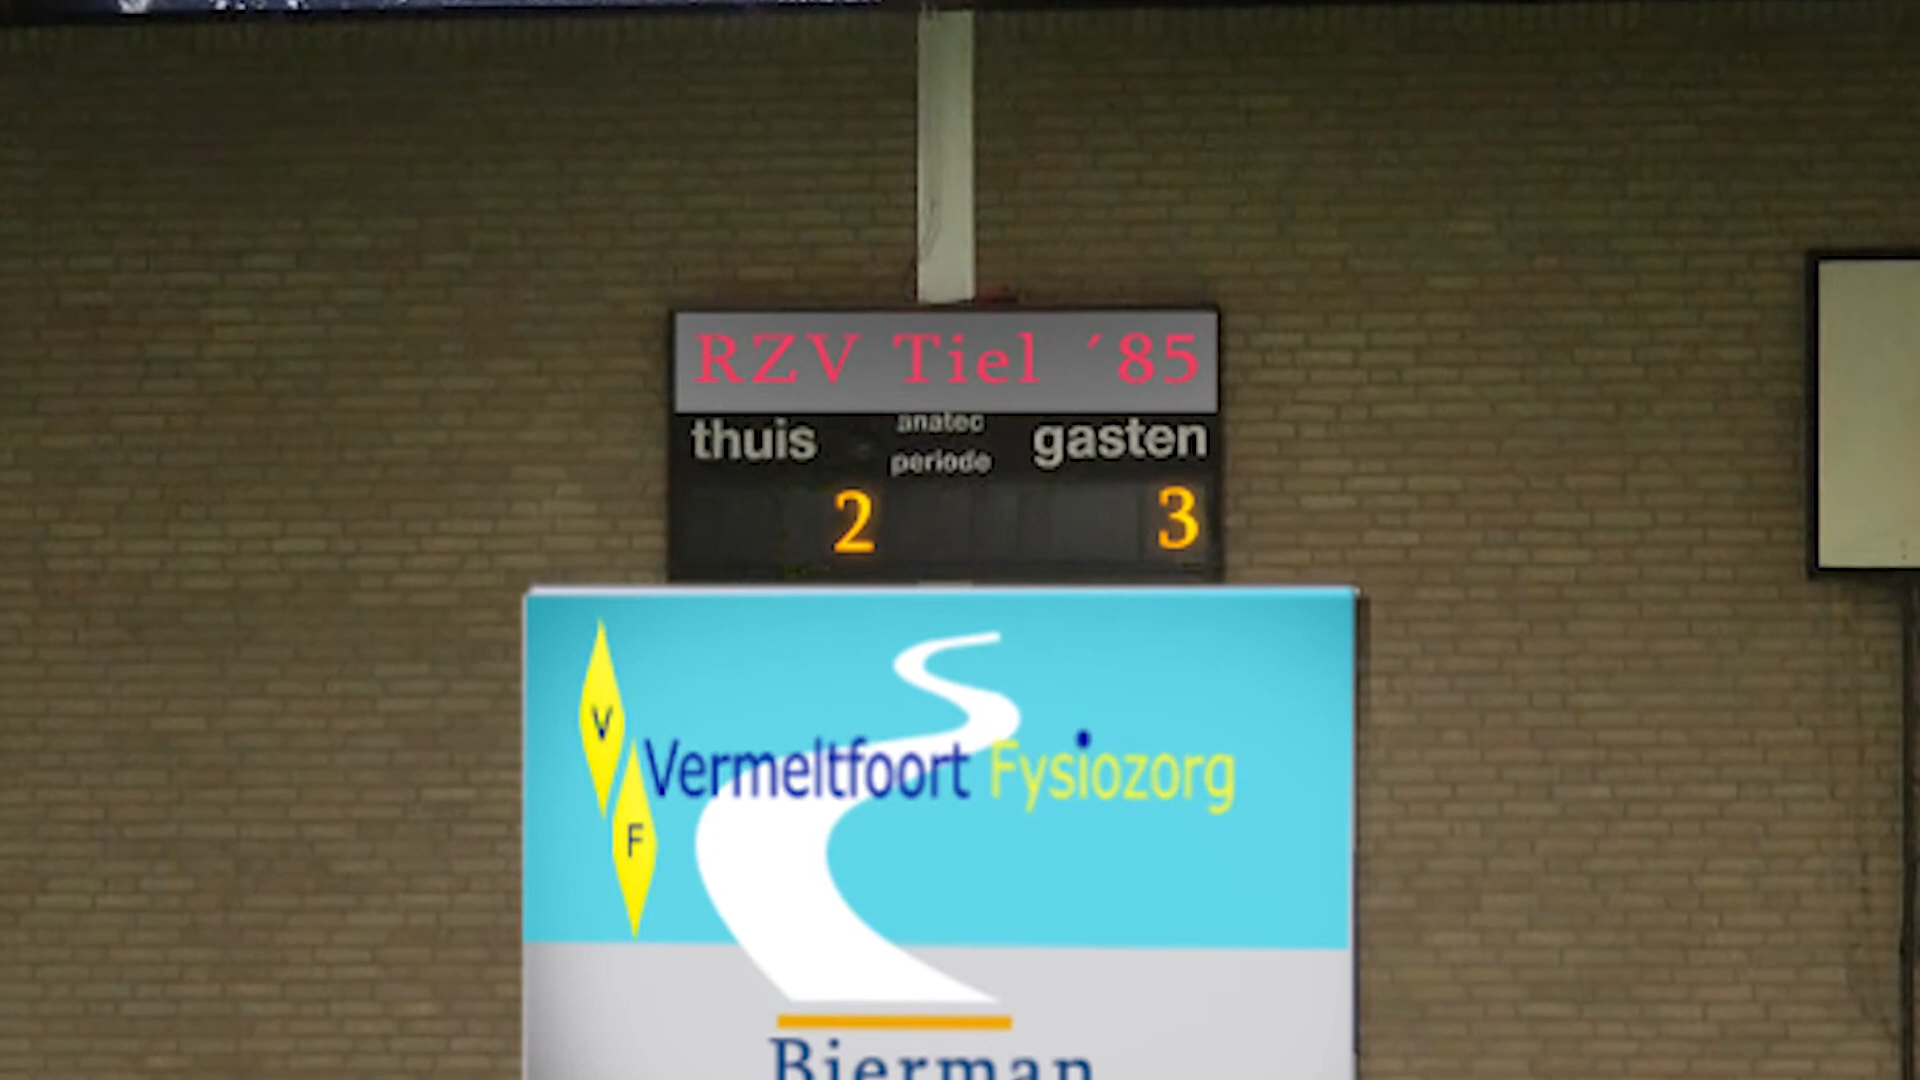 RZV Tiel ´85
thuis
anatec
periode
gasten
2
3
V
F
Vermeltfoort Fysiozorg
Bierman